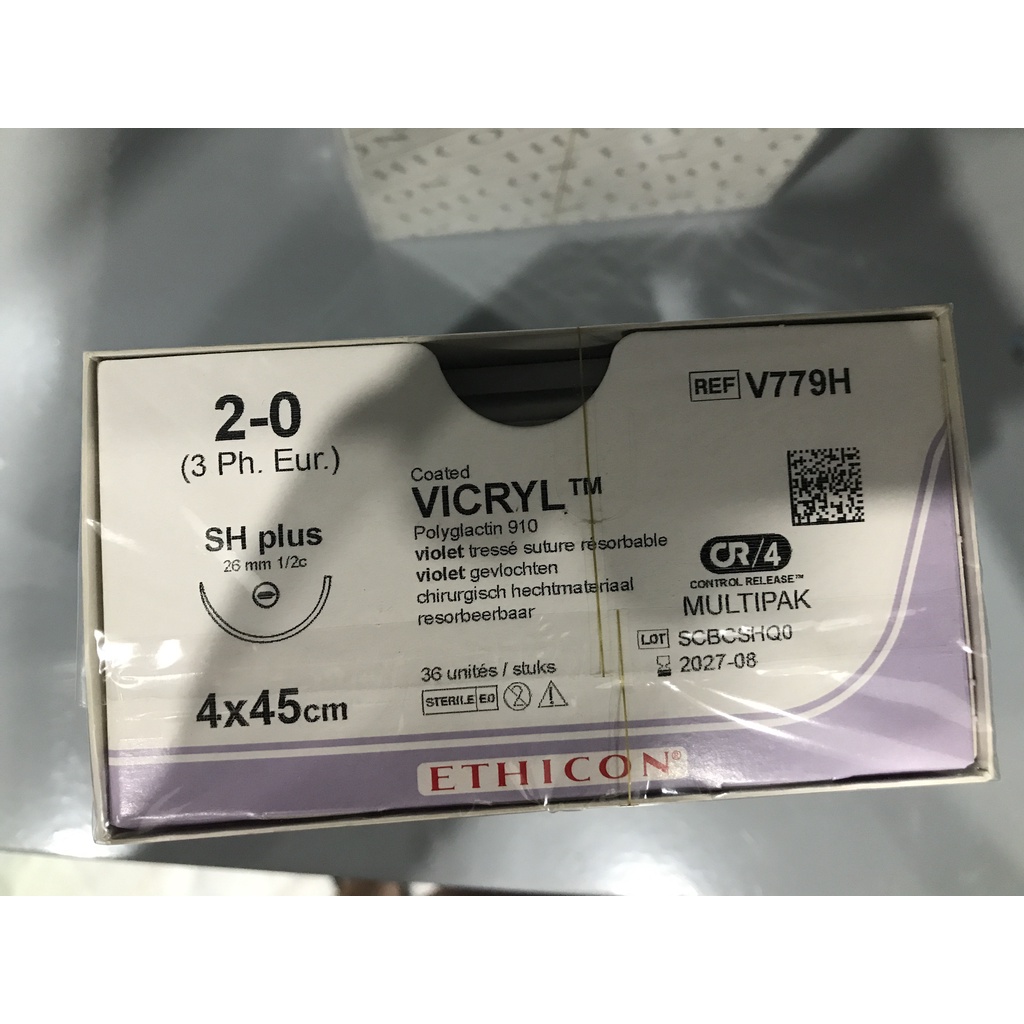 2-0
(3 Ph. Eur.)
SH plus
26 mm 1/2c
4x45cm
Coated
VICRYL™
Polyglactin 910
violet tressé suture résorbable
violet gevlochten
chirurgisch hechtmateriaal
resorbeerbaar
36 unités / stuks
STERILE EO
2
REF V779H
CR/4
CONTROL RELEASE™
MULTIPAK
LOT SCBCSHQ0
2027-08
ETHICON®